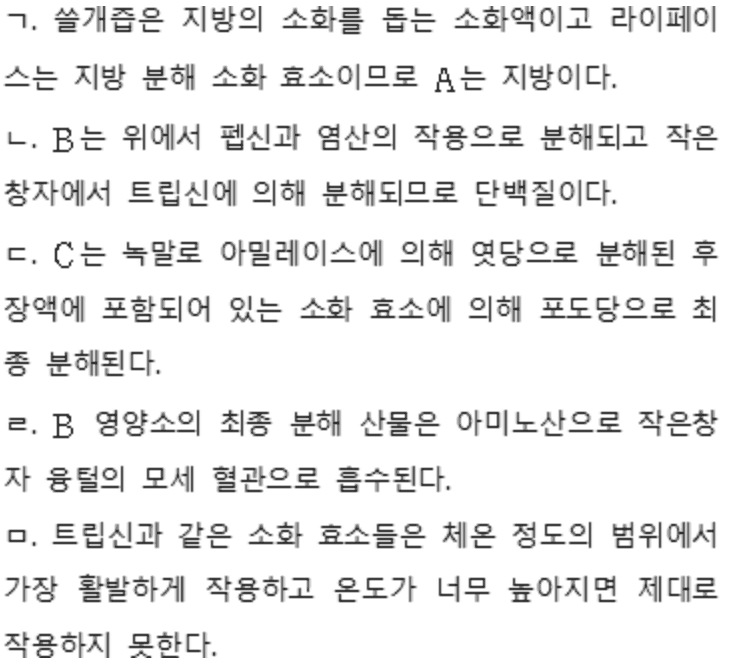 ㄱ. 쓸개즙은 지방의 소화를 돕는 소화액이고 라이페이
스는 지방 분해 소화 효소이므로 A는 지방이다.
ㄴ. B는 위에서 펩신과 염산의 작용으로 분해되고 작은
창자에서 트립신에 의해 분해되므로 단백질이다.
ㄷ. C는 녹말로 아밀레이스에 의해 엿당으로 분해된 후
장액에 포함되어 있는 소화 효소에 의해 포도당으로 최
종 분해된다.
ㄹ. B 영양소의 최종 분해 산물은 아미노산으로 작은창
자 융털의 모세 혈관으로 흡수된다.
ㅁ. 트립신과 같은 소화 효소들은 체온 정도의 범위에서
가장 활발하게 작용하고 온도가 너무 높아지면 제대로
작용하지 못한다.